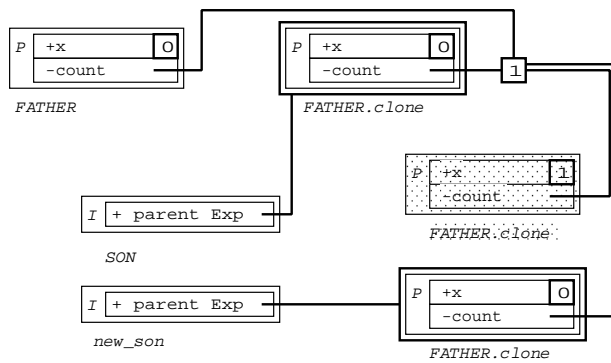 P +x 0
-count
FATHER
P +x 0
-count
FATHER.clone
1
P +x 1
-count
FATHER.clone
I + parent Exp
SON
I + parent Exp
new_son
P +x 0
-count
FATHER.clone